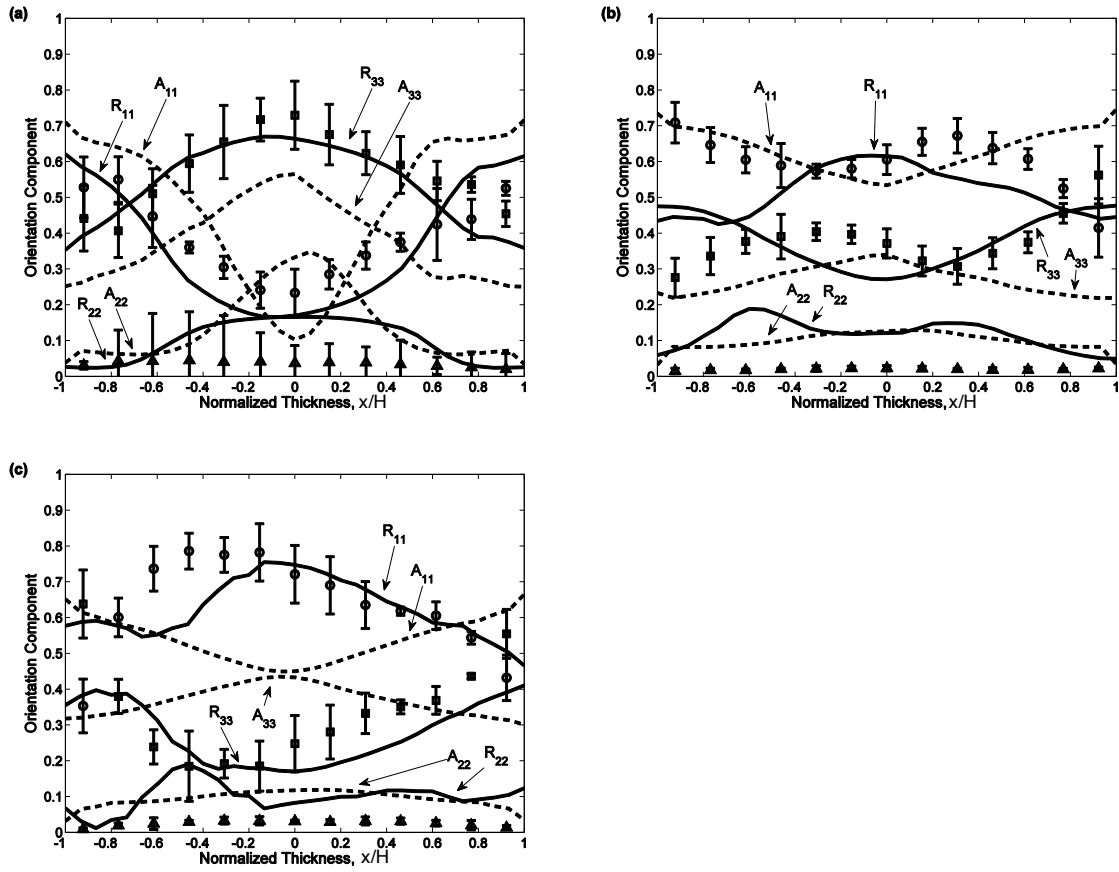 (a)
1
0.9
0.8
0.7
0.6
0.5
0.4
0.3
0.2
0.1
0
Orientation Component
R11
A11
R33
A33
R22
A22
-1 -0.8 -0.6 -0.4 -0.2 0 0.2 0.4 0.6 0.8 1
Normalized Thickness, x/H
(b)
1
0.9
0.8
0.7
0.6
0.5
0.4
0.3
0.2
0.1
0
Orientation Component
A11
R11
A22
R22
R33
A33
-1 -0.8 -0.6 -0.4 -0.2 0 0.2 0.4 0.6 0.8 1
Normalized Thickness, x/H
(c)
1
0.9
0.8
0.7
0.6
0.5
0.4
0.3
0.2
0.1
0
Orientation Component
R11
A11
R33
A33
A22
R22
-1 -0.8 -0.6 -0.4 -0.2 0 0.2 0.4 0.6 0.8 1
Normalized Thickness, x/H